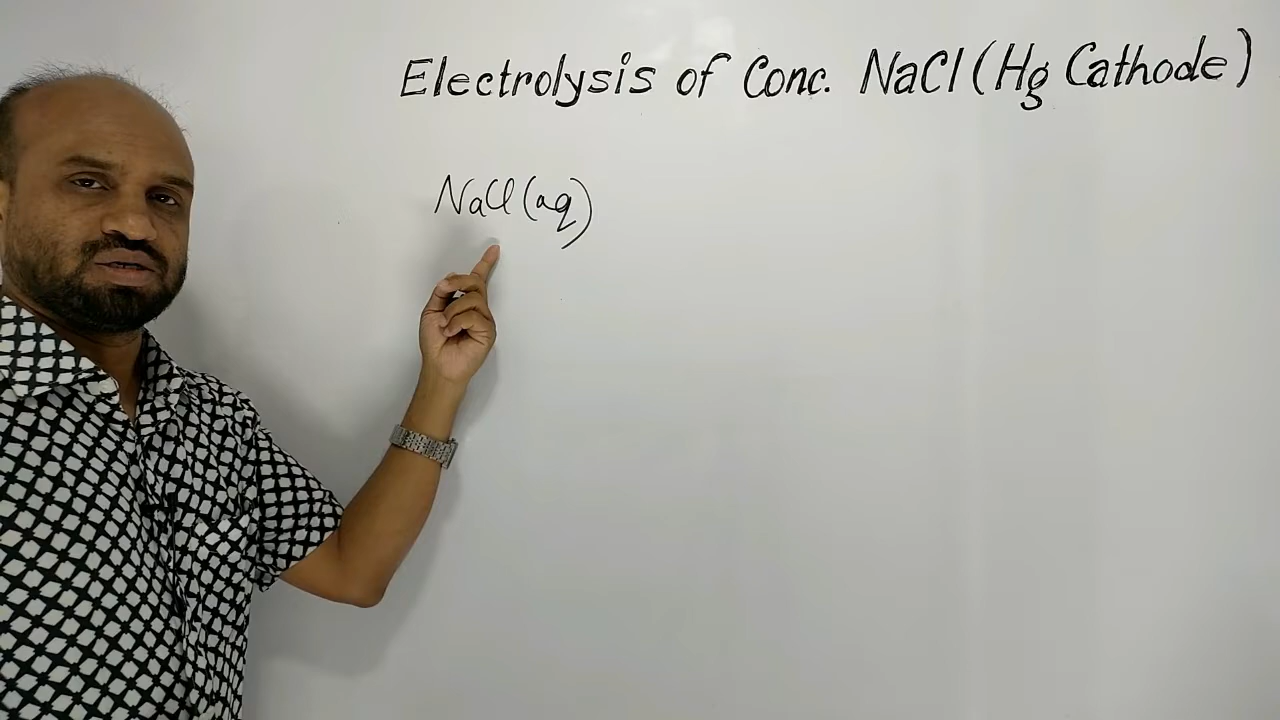 Electrolysis of Conc. NaCl (Hg Cathode)
NaCl (aq)